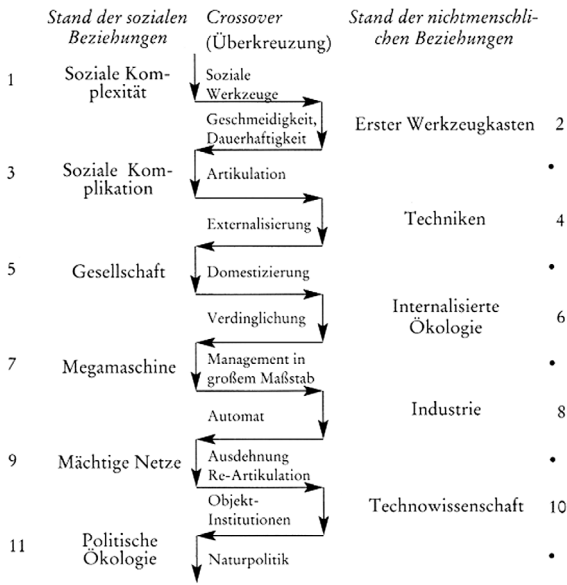 Stand der sozialen Beziehungen
Crossover (Überkreuzung)
Stand der nichtmenschli-
chen Beziehungen
1
Soziale Kom-
plexität
Soziale
Werkzeuge
Geschmeidigkeit,
Dauerhaftigkeit
Erster Werkzeugkasten 2
3
Soziale Kom-
plikation
Artikulation
Externalisierung
Techniken 4
5
Gesellschaft
Domestizierung
Verdinglichung
Internalisierte
Ökologie
6
7
Megamaschine
Management in
großem Maßstab
Automat
Industrie 8
9
Mächtige Netze
Ausdehnung
Re-Artikulation
Objekt-
Institutionen
Technowissenschaft 10
11
Politische
Ökologie
Naturpolitik